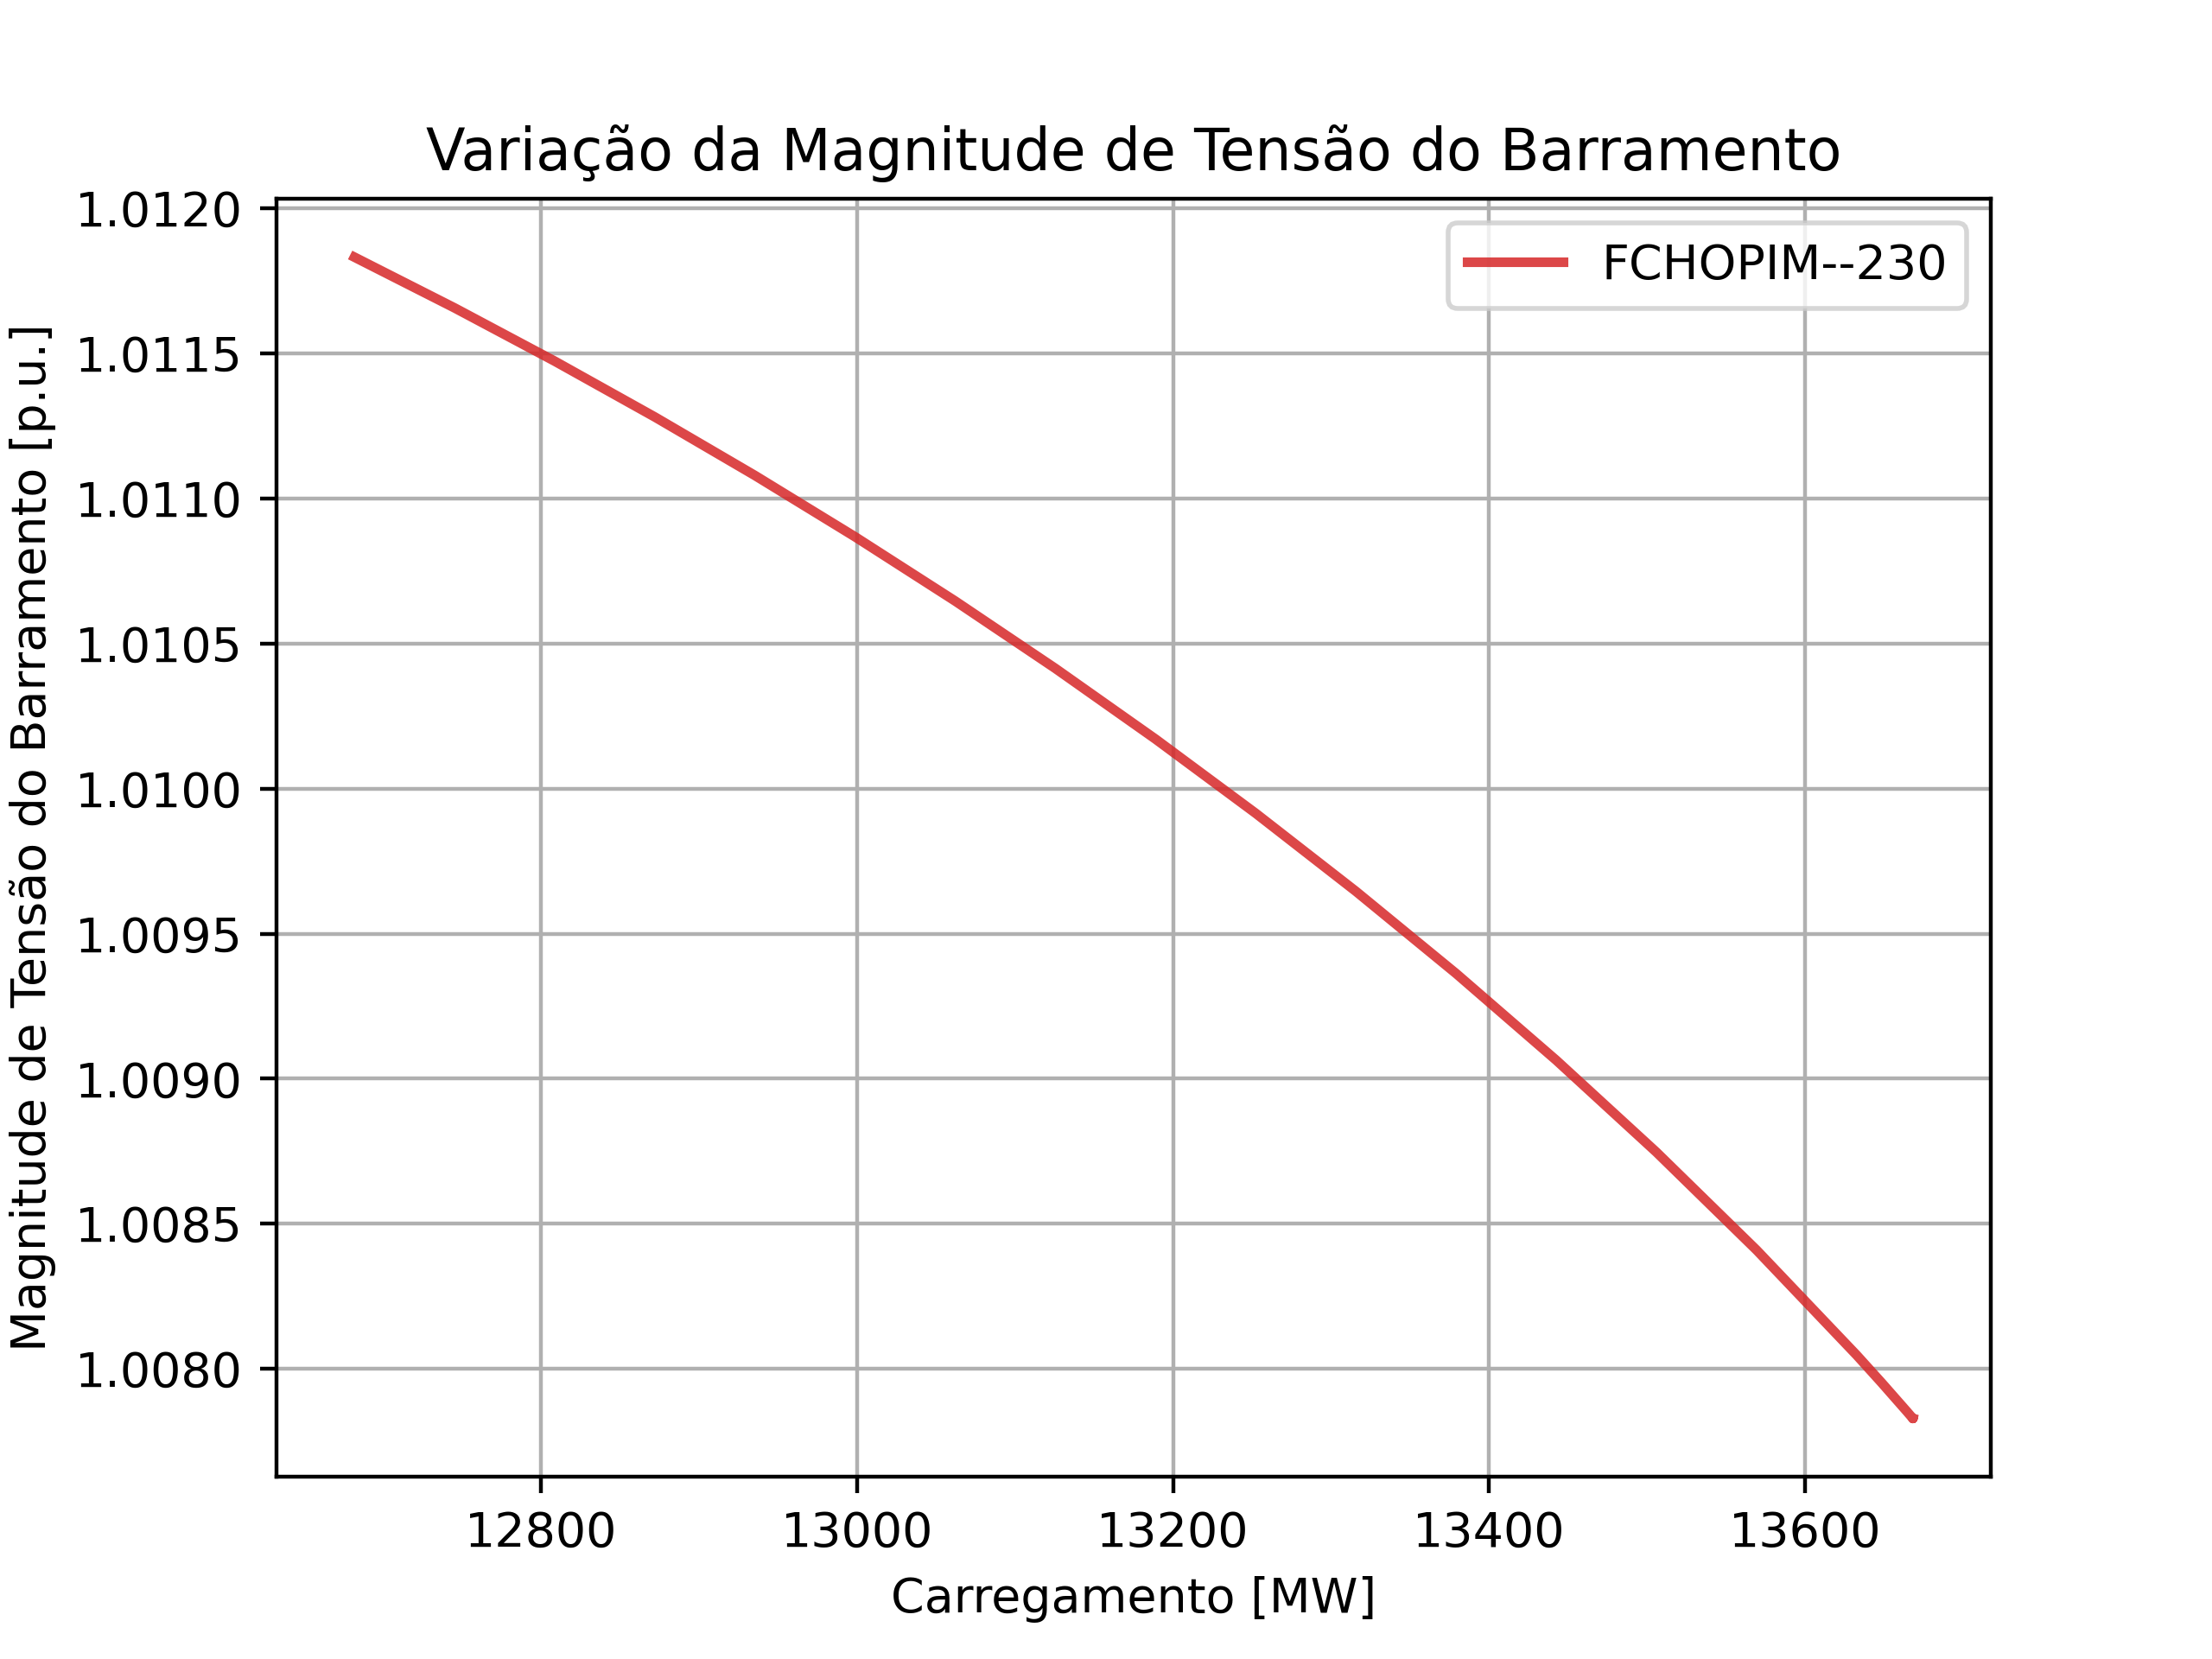 Variação da Magnitude de Tensão do Barramento
FCHOPIM--230
Magnitude de Tensão do Barramento [p.u.]
1.0120
1.0115
1.0110
1.0105
1.0100
1.0095
1.0090
1.0085
1.0080
12800 13000 13200 13400 13600
Carregamento [MW]